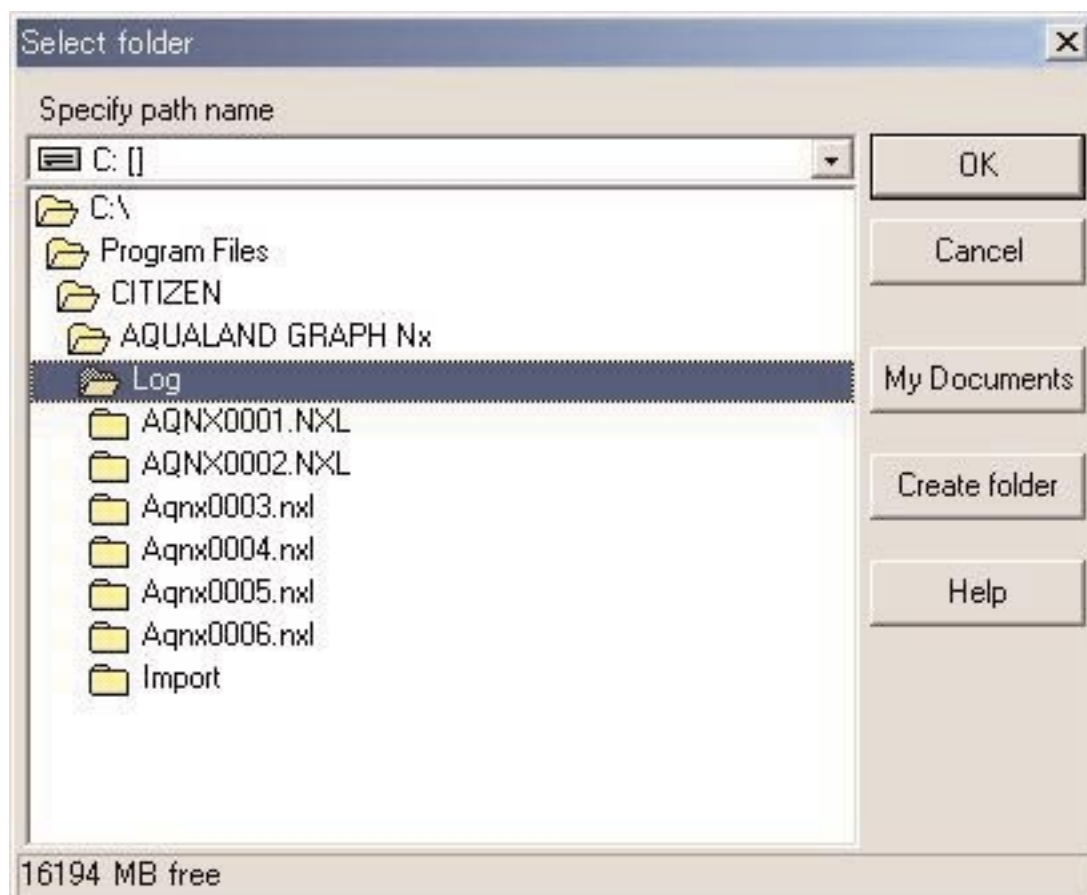 Select folder
Specify path name
C: []
OK
C:\
Program Files
Cancel
CITIZEN
AQUALAND GRAPH Nx
Log
My Documents
AQNX0001.NXL
AQNX0002.NXL
Create folder
Aqnx0003.nxl
Aqnx0004.nxl
Aqnx0005.nxl
Help
Aqnx0006.nxl
Import
16194 MB free